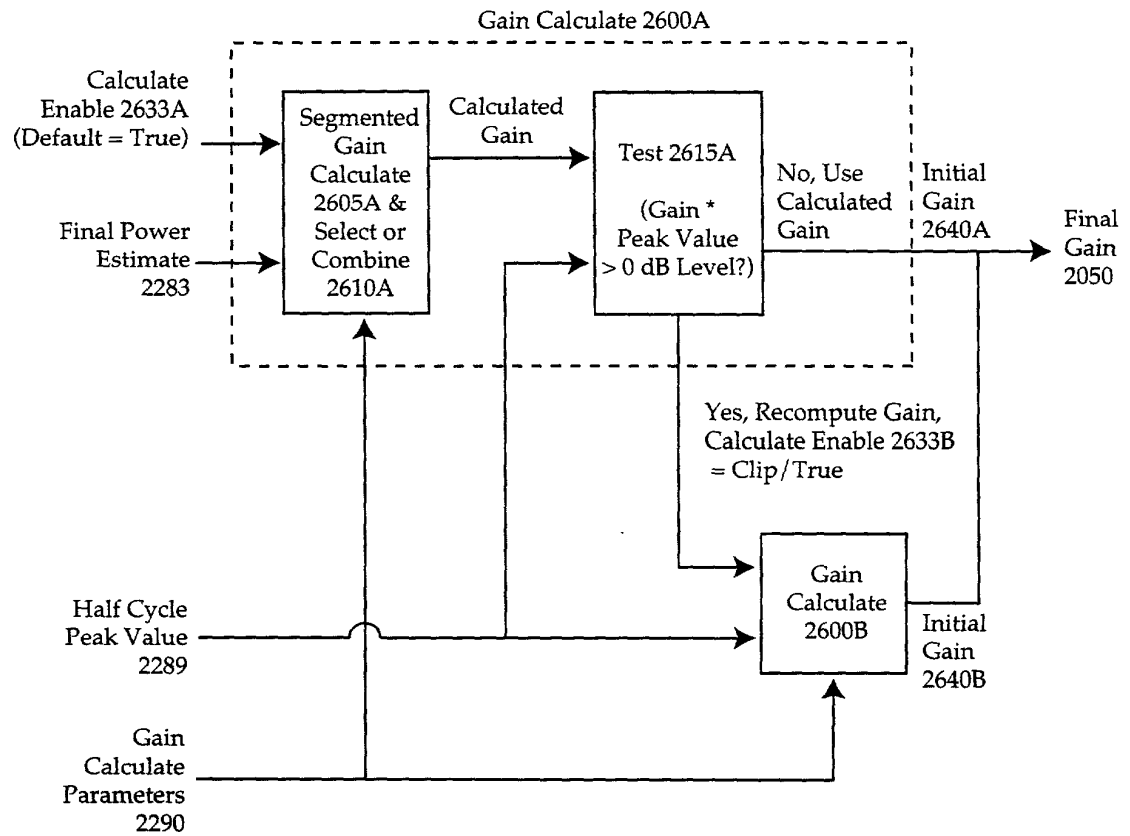 Gain Calculate 2600A
Calculate
Enable 2633A
(Default = True)
Final Power
Estimate
2283
Segmented
Gain
Calculate
2605A &
Select or
Combine
2610A
Calculated
Gain
Test 2615A
(Gain *
Peak Value
> 0 dB Level?)
No, Use
Calculated
Gain
Initial
Gain
2640A
Final
Gain
2050
Yes, Recompute Gain,
Calculate Enable 2633B
= Clip/True
Half Cycle
Peak Value
2289
Gain
Calculate
2600B
Initial
Gain
2640B
Gain
Calculate
Parameters
2290